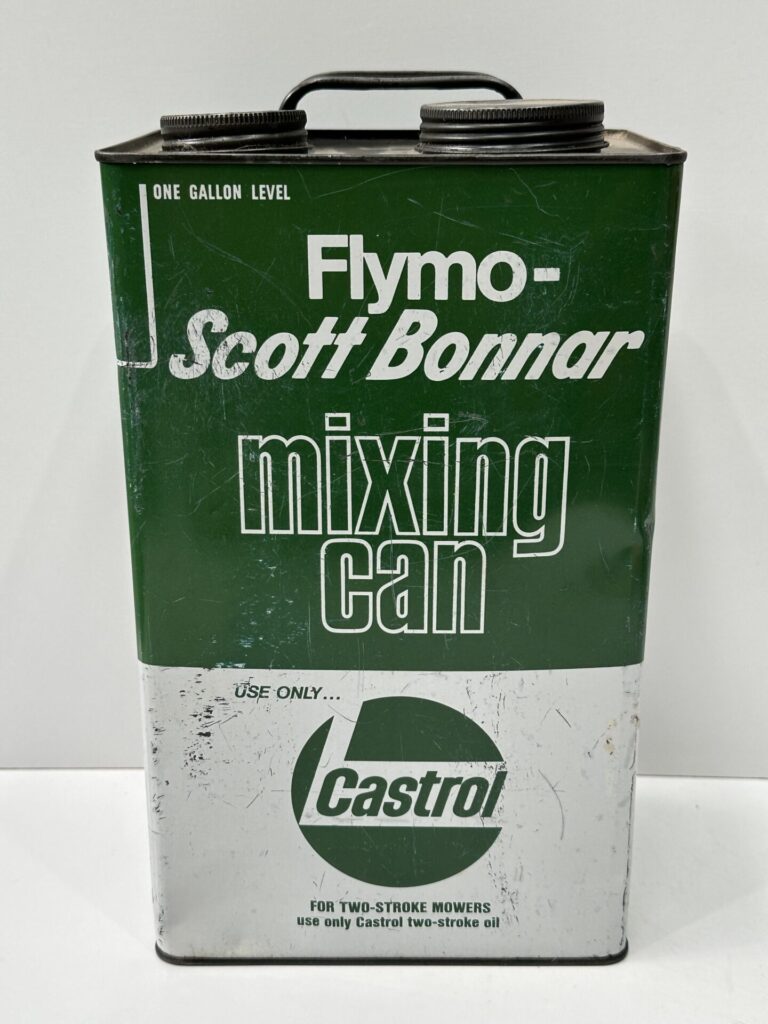 ONE GALLON LEVEL
Flymo-
Scott Bonnar
mixing
can
USE ONLY...
Castrol
FOR TWO-STROKE MOWERS
use only Castrol two-stroke oil